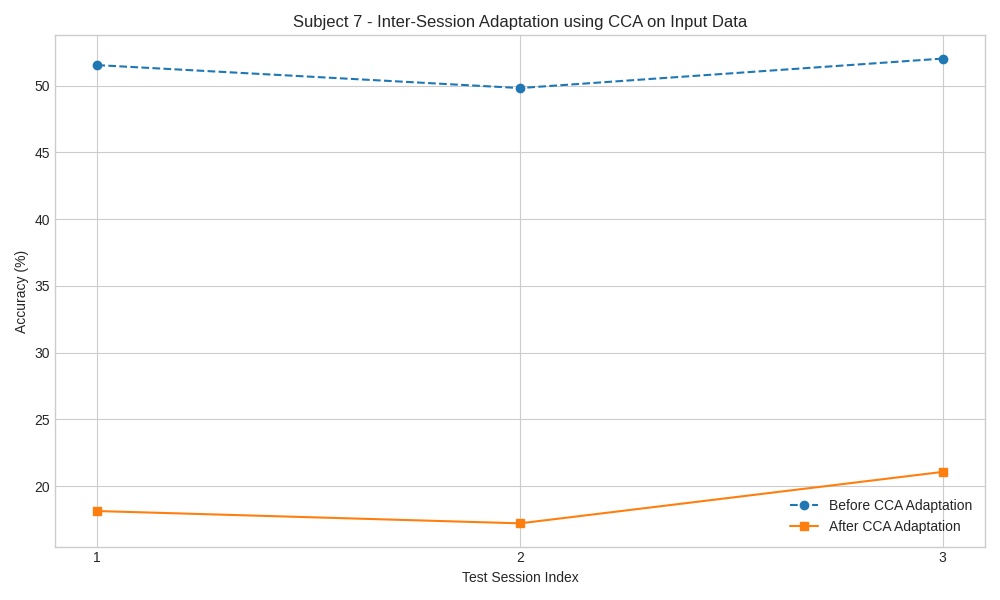 Subject 7 - Inter-Session Adaptation using CCA on Input Data
Accuracy (%)
50
45
40
35
30
25
20
Before CCA Adaptation
After CCA Adaptation
1
2
3
Test Session Index